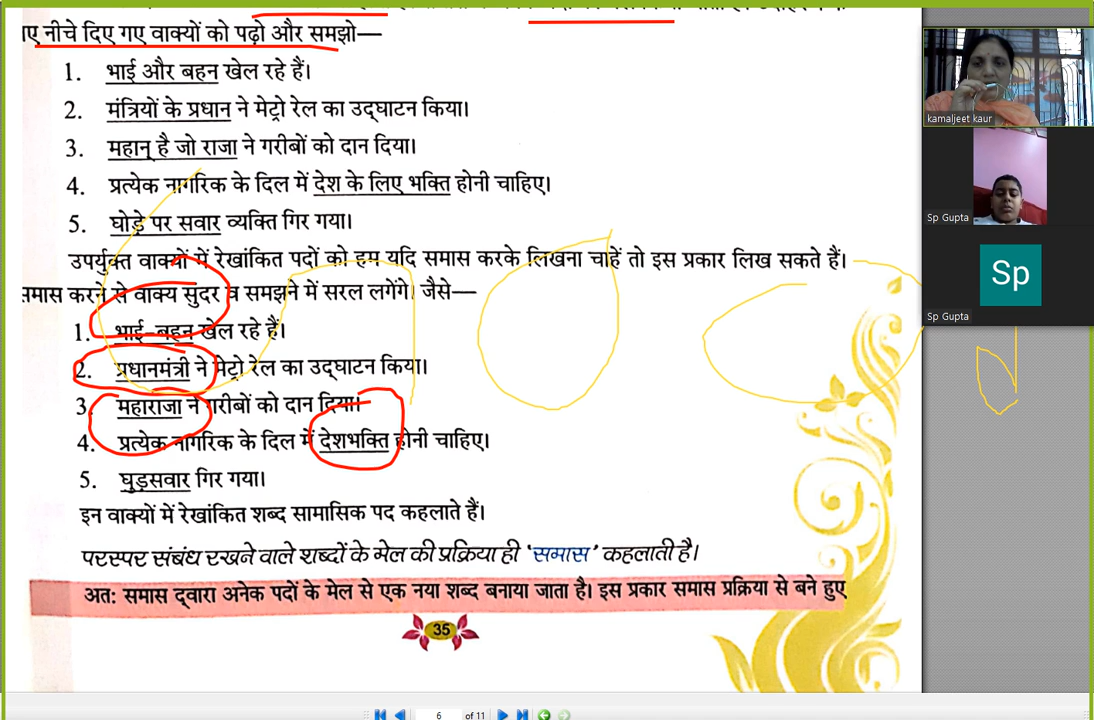 ए नीचे दिए गए वाक्यों को पढ़ो और समझो—
1. भाई और बहन खेल रहे हैं।
2. मंत्रियों के प्रधान ने मेट्रो रेल का उद्घाटन किया।
3. महान् है जो राजा ने गरीबों को दान दिया।
4. प्रत्येक नागरिक के दिल में देश के लिए भक्ति होनी चाहिए।
5. घोड़े पर सवार व्यक्ति गिर गया।
उपर्युक्त वाक्यों में रेखांकित पदों को हम यदि समास करके लिखना चाहें तो इस प्रकार लिख सकते हैं।
समास करने से वाक्य सुंदर व समझने में सरल लगेंगे। जैसे—
1. भाई-बहन खेल रहे हैं।
2. प्रधानमंत्री ने मेट्रो रेल का उद्घाटन किया।
3. महाराजा ने गरीबों को दान दिया।
4. प्रत्येक नागरिक के दिल में देशभक्ति होनी चाहिए।
5. घुड़सवार गिर गया।
इन वाक्यों में रेखांकित शब्द सामासिक पद कहलाते हैं।
परस्पर संबंध रखने वाले शब्दों के मेल की प्रक्रिया ही 'समास' कहलाती है।
अत: समास द्वारा अनेक पदों के मेल से एक नया शब्द बनाया जाता है। इस प्रकार समास प्रक्रिया से बने हुए
35
6 of 11
kamaljeet kaur
Sp Gupta
Sp
Sp Gupta